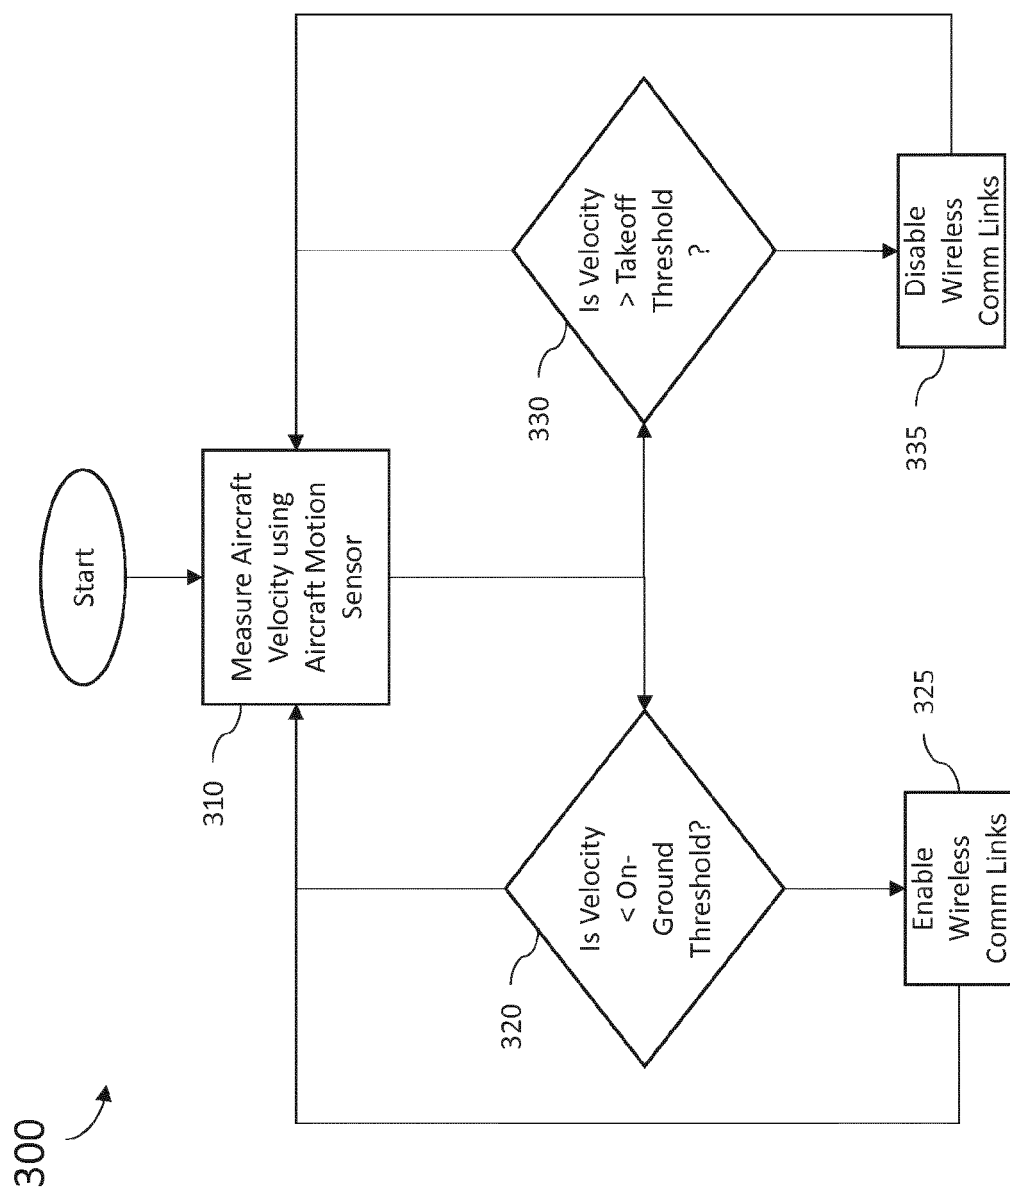 300
Start
310
Measure Aircraft
Velocity using
Aircraft Motion
Sensor
320
Is Velocity
< On-
Ground
Threshold?
330
Is Velocity
> Takeoff
Threshold
?
325
Enable
Wireless
Comm Links
335
Disable
Wireless
Comm Links